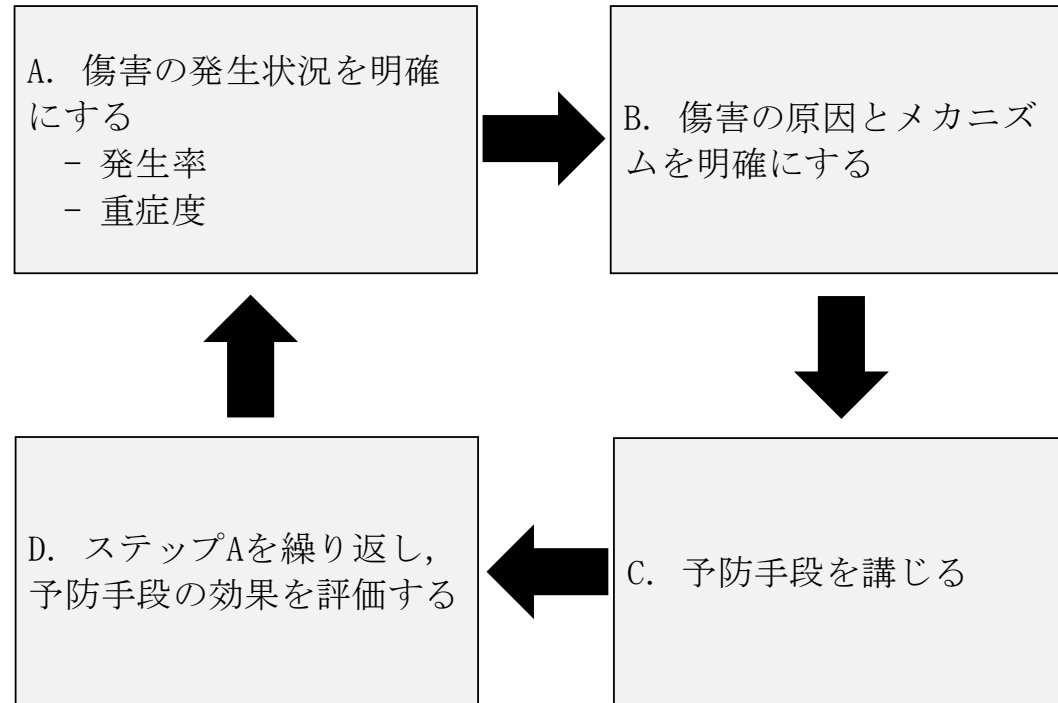 A. 傷害の発生状況を明確
にする
- 発生率
- 重症度
B. 傷害の原因とメカニズ
ムを明確にする
D. ステップAを繰り返し,
予防手段の効果を評価する
C. 予防手段を講じる